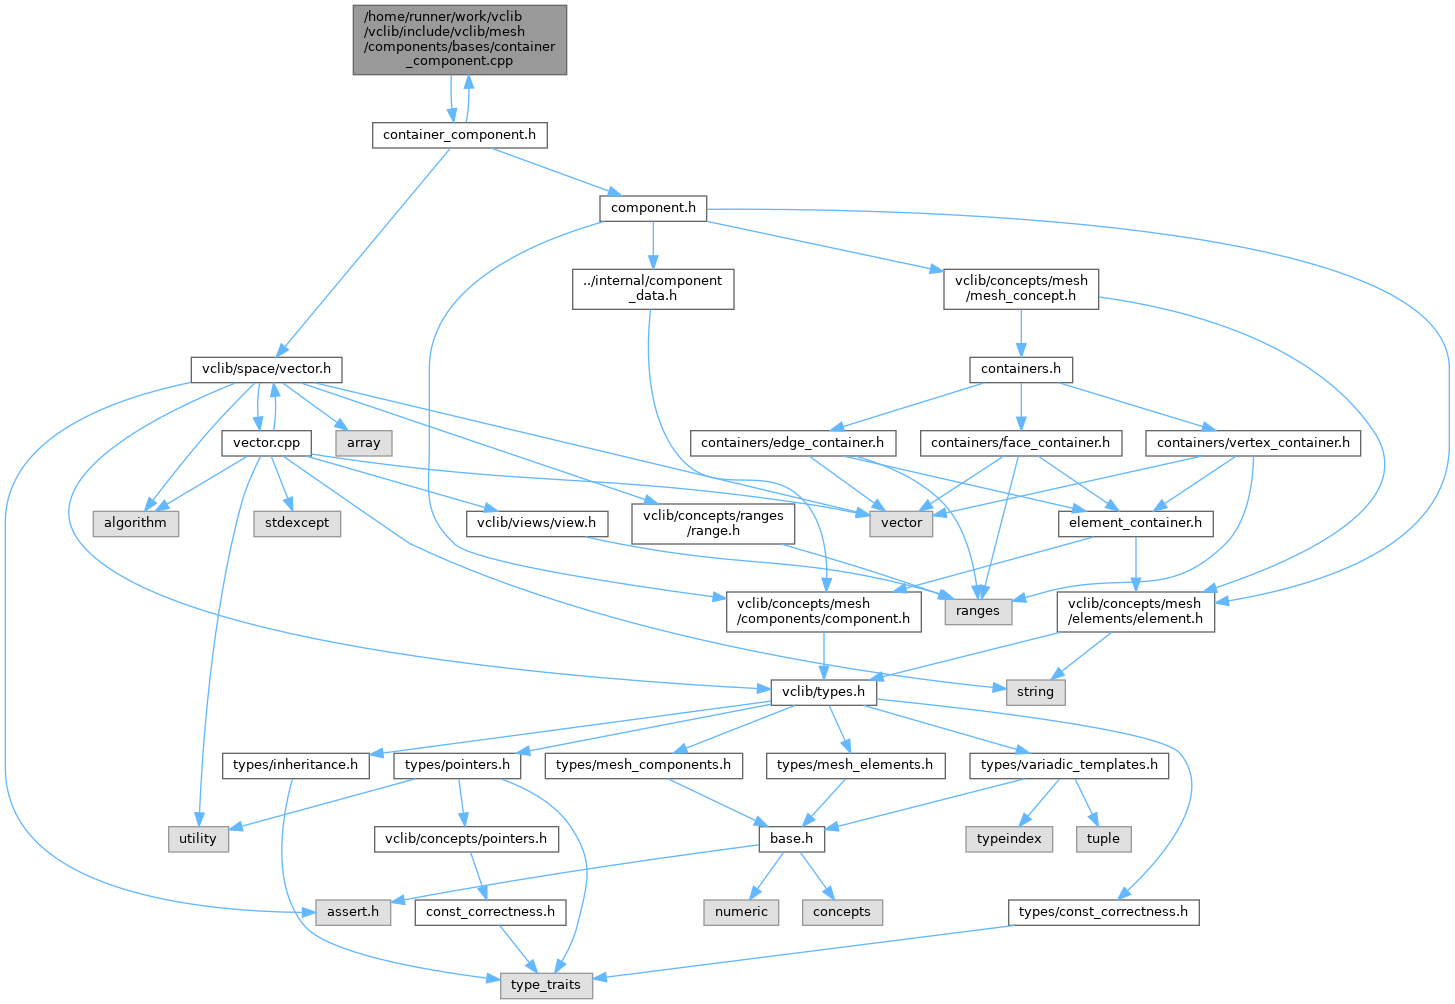 /home/runner/work/vclib
/vclib/include/vclib/mesh
/components/bases/container
_component.cpp
container_component.h
component.h
../internal/component
_data.h
vclib/concepts/mesh
/mesh_concept.h
vclib/space/vector.h
containers.h
vector.cpp
array
containers/edge_container.h
containers/face_container.h
containers/vertex_container.h
algorithm
stdexcept
vclib/views/view.h
vclib/concepts/ranges
/range.h
vector
element_container.h
vclib/concepts/mesh
/components/component.h
ranges
vclib/concepts/mesh
/elements/element.h
vclib/types.h
string
types/inheritance.h
types/pointers.h
types/mesh_components.h
types/mesh_elements.h
types/variadic_templates.h
utility
vclib/concepts/pointers.h
base.h
typeindex
tuple
assert.h
const_correctness.h
numeric
concepts
types/const_correctness.h
type_traits